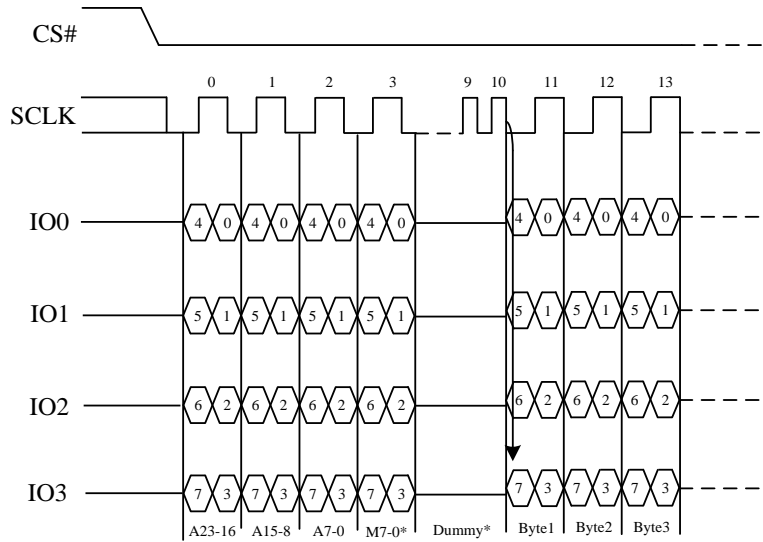 CS#
0 1 2 3 9 10 11 12 13
SCLK
IO0 4 0 4 0 4 0 4 0 4 0 4 0 4 0
IO1 5 1 5 1 5 1 5 1 5 1 5 1 5 1
IO2 6 2 6 2 6 2 6 2 6 2 6 2 6 2
IO3 7 3 7 3 7 3 7 3 7 3 7 3 7 3
A23-16 A15-8 A7-0 M7-0* Dummy* Byte1 Byte2 Byte3